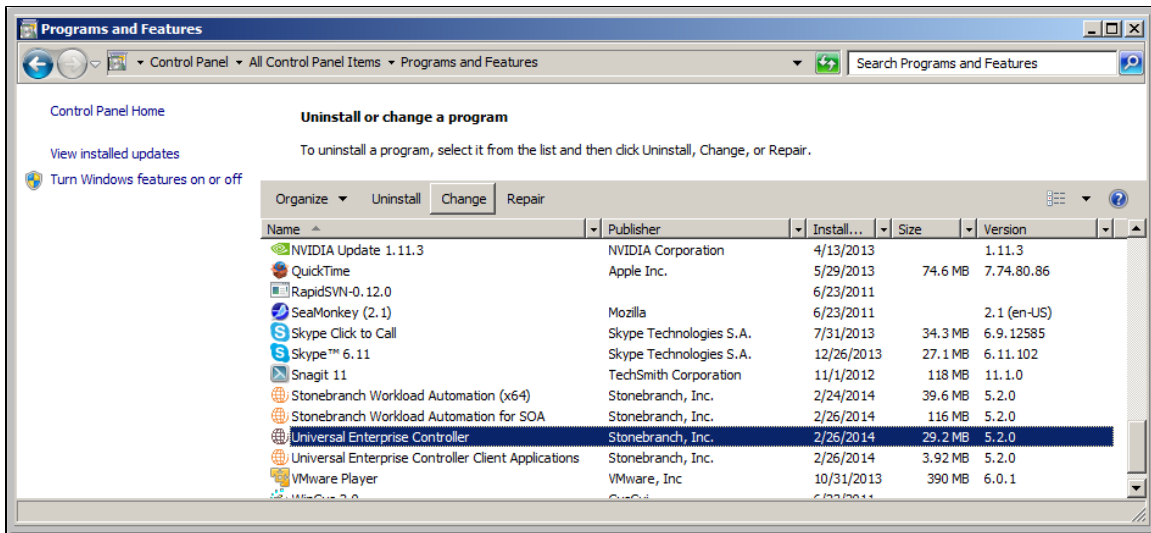 Programs and Features
Control Panel All Control Panel Items Programs and Features Search Programs and Features
Control Panel Home
Uninstall or change a program
View installed updates
To uninstall a program, select it from the list and then click Uninstall, Change, or Repair.
Turn Windows features on or off
Organize Uninstall Change Repair
Name Publisher Install... Size Version
NVIDIA Update 1.11.3 NVIDIA Corporation 4/13/2013 1.11.3
QuickTime Apple Inc. 5/29/2013 74.6 MB 7.74.80.86
RapidSVN-0.12.0 6/23/2011
SeaMonkey (2.1) Mozilla 6/23/2011 2.1 (en-US)
Skype Click to Call Skype Technologies S.A. 7/31/2013 34.3 MB 6.9.12585
Skype™ 6.11 Skype Technologies S.A. 12/26/2013 27.1 MB 6.11.102
Snagit 11 TechSmith Corporation 11/1/2012 118 MB 11.1.0
Stonebranch Workload Automation (x64) Stonebranch, Inc. 2/24/2014 39.6 MB 5.2.0
Stonebranch Workload Automation for SOA Stonebranch, Inc. 2/26/2014 116 MB 5.2.0
Universal Enterprise Controller Stonebranch, Inc. 2/26/2014 29.2 MB 5.2.0
Universal Enterprise Controller Client Applications Stonebranch, Inc. 2/26/2014 3.92 MB 5.2.0
VMware Player VMware, Inc 10/31/2013 390 MB 6.0.1